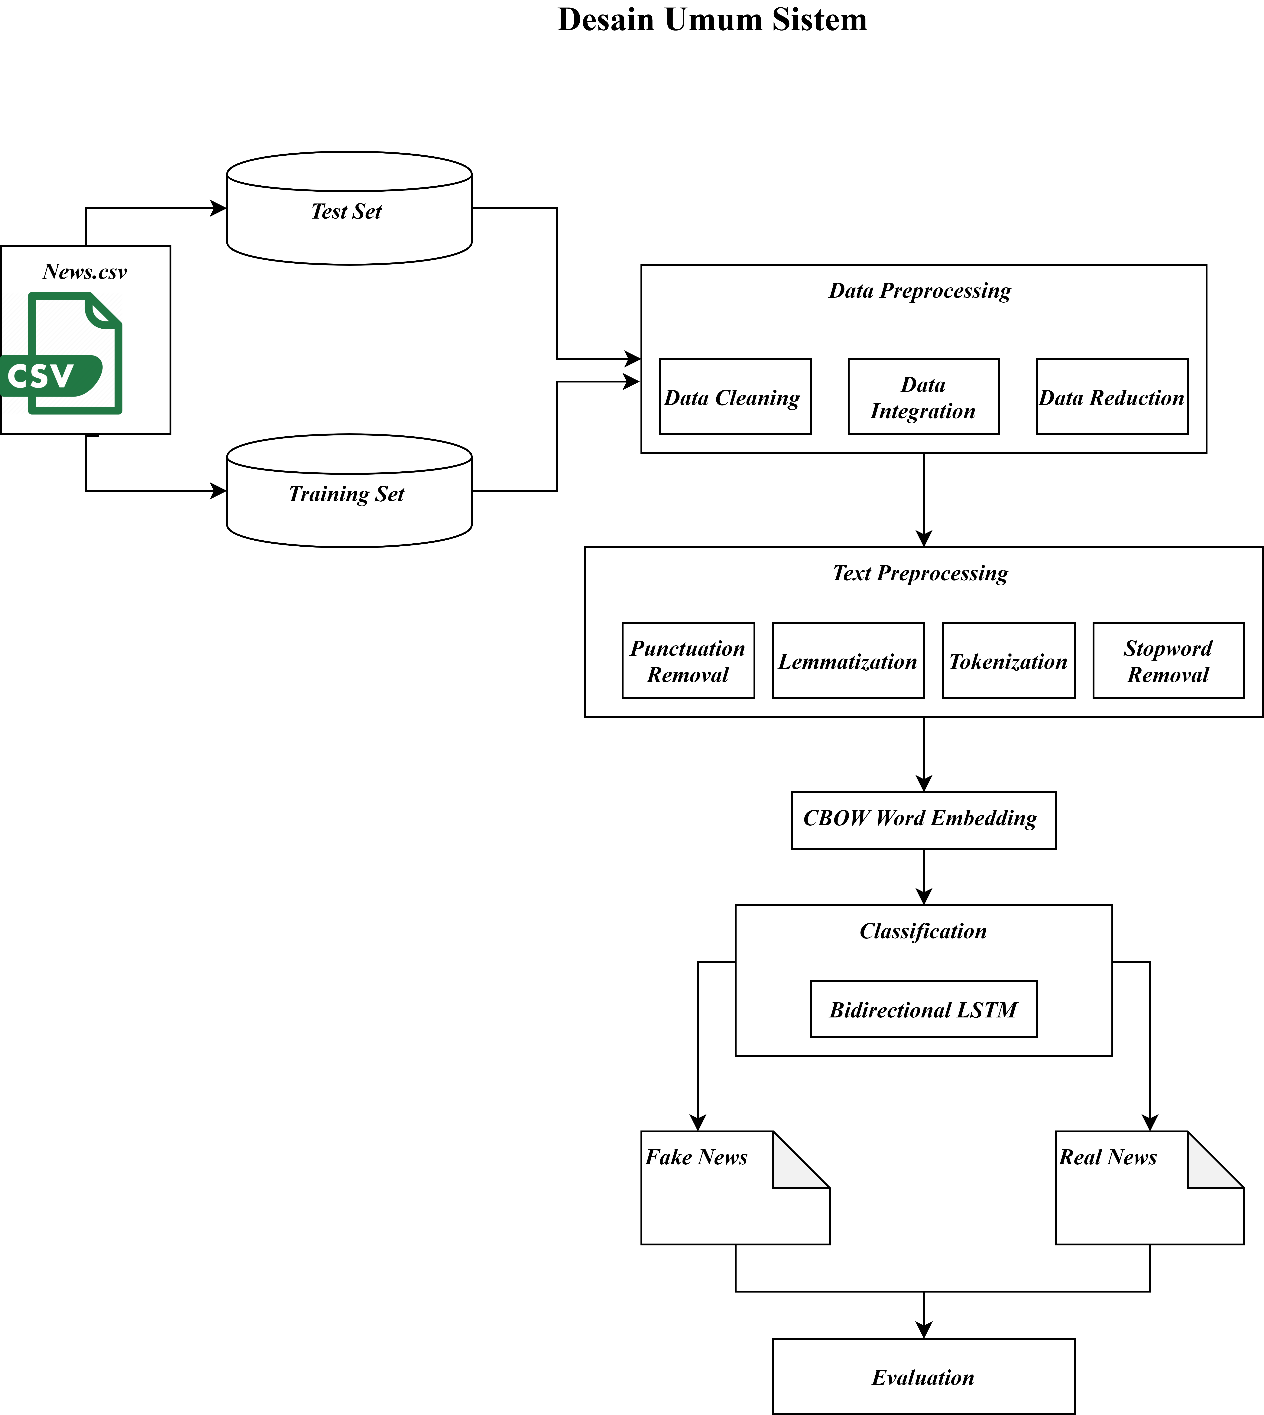 Desain Umum Sistem
Test Set
News.csv
CSV
Training Set
Data Preprocessing
Data Cleaning
Data
Integration
Data Reduction
Text Preprocessing
Punctuation
Removal
Lemmatization
Tokenization
Stopword
Removal
CBOW Word Embedding
Classification
Bidirectional LSTM
Fake News
Real News
Evaluation